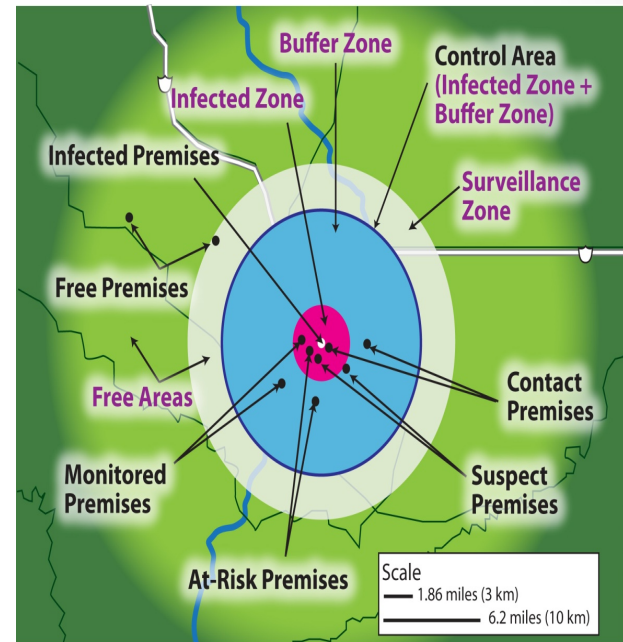 Buffer Zone
Control Area
(Infected Zone +
Buffer Zone)
Infected Zone
Infected Premises
Surveillance
Zone
Free Premises
Free Areas
Contact
Premises
Monitored
Premises
Suspect
Premises
At-Risk Premises
Scale
1.86 miles (3 km)
6.2 miles (10 km)